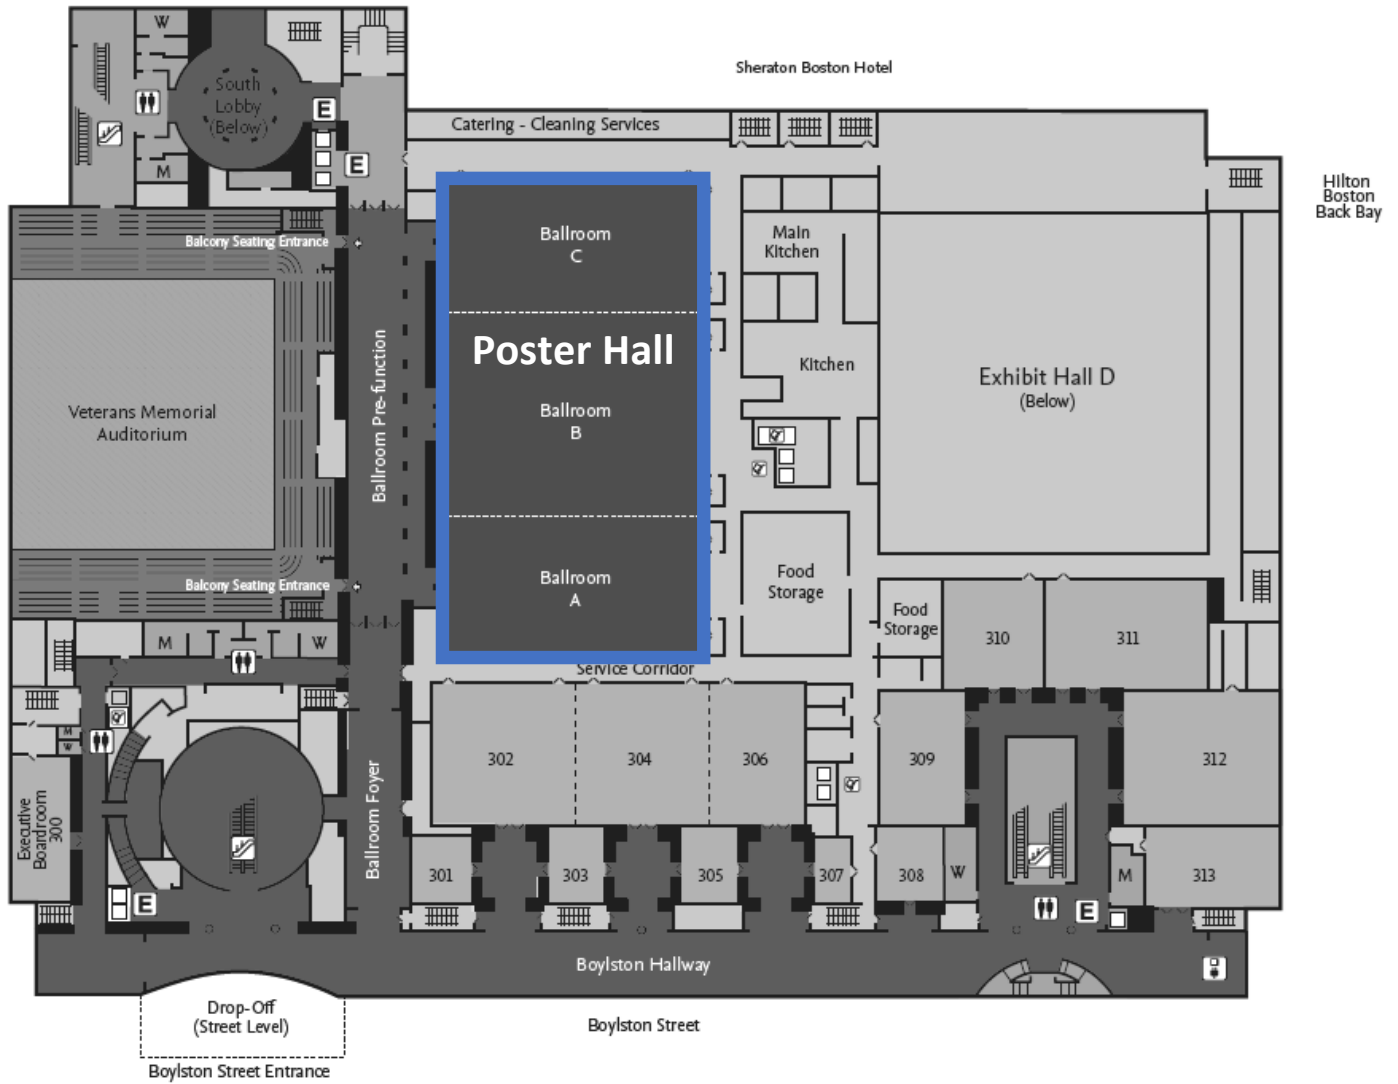 W
South
Lobby
(Below)
E
E
M
Sheraton Boston Hotel
Catering - Cleaning Services
Hilton
Boston
Back Bay
Balcony Seating Entrance
Ballroom
C
Main
Kitchen
Poster Hall
Kitchen
Ballroom Pre-function
Exhibit Hall D
(Below)
Veterans Memorial
Auditorium
Ballroom
B
Balcony Seating Entrance
Ballroom
A
Food
Storage
Food
Storage
310
311
M
W
Service Corridor
M
W
302
304
306
309
312
Executive
Boardroom
300
Ballroom Foyer
301
303
305
307
308
W
M
313
E
E
Boylston Hallway
Drop-Off
(Street Level)
Boylston Street
Boylston Street Entrance